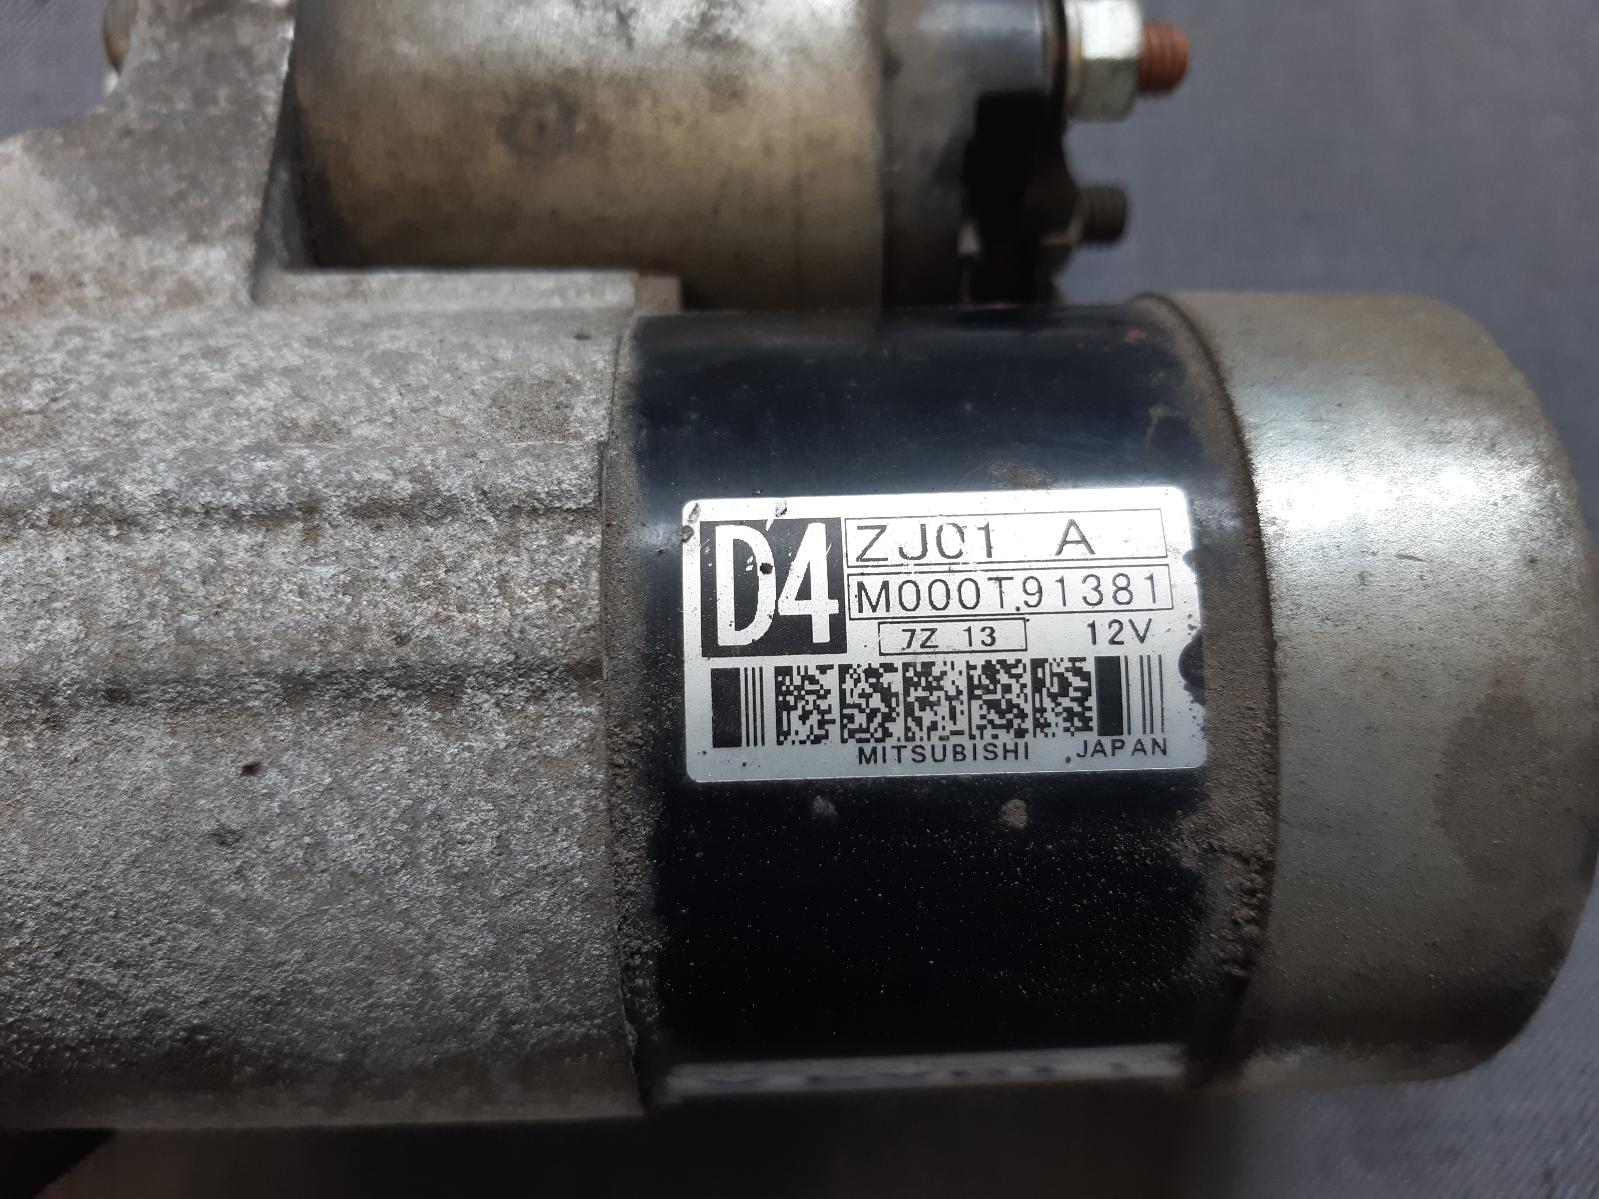 D4
ZJ01 A
M000T91381
7Z 13 12V
MITSUBISHI JAPAN